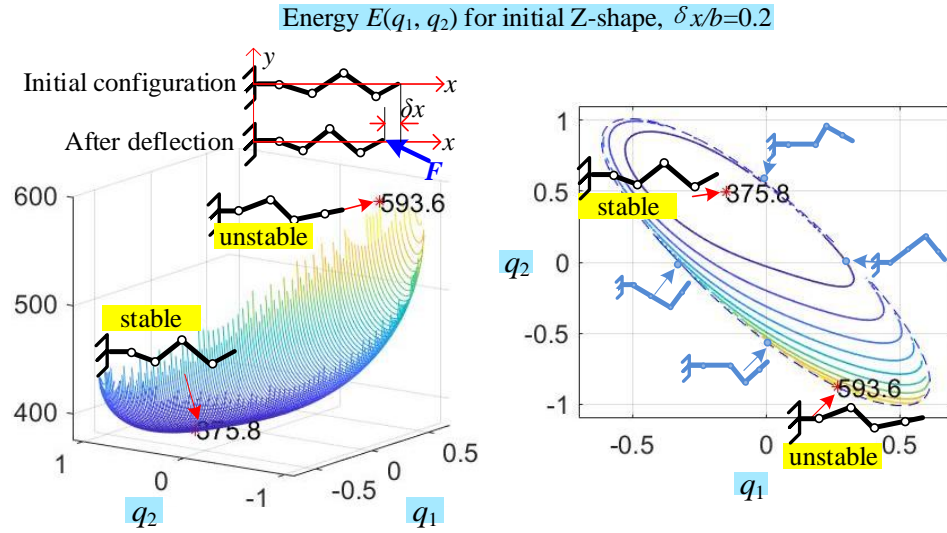 Energy E(q1, q2) for initial Z-shape, δx/b=0.2
y
Initial configuration
x
δx
After deflection
x
F
600
500
400
593.6
unstable
stable
375.8
1
0
-1
-0.5
0
0.5
q2
q1
1
0.5
0
-0.5
-1
q2
375.8
stable
593.6
unstable
-0.5
0
0.5
q1